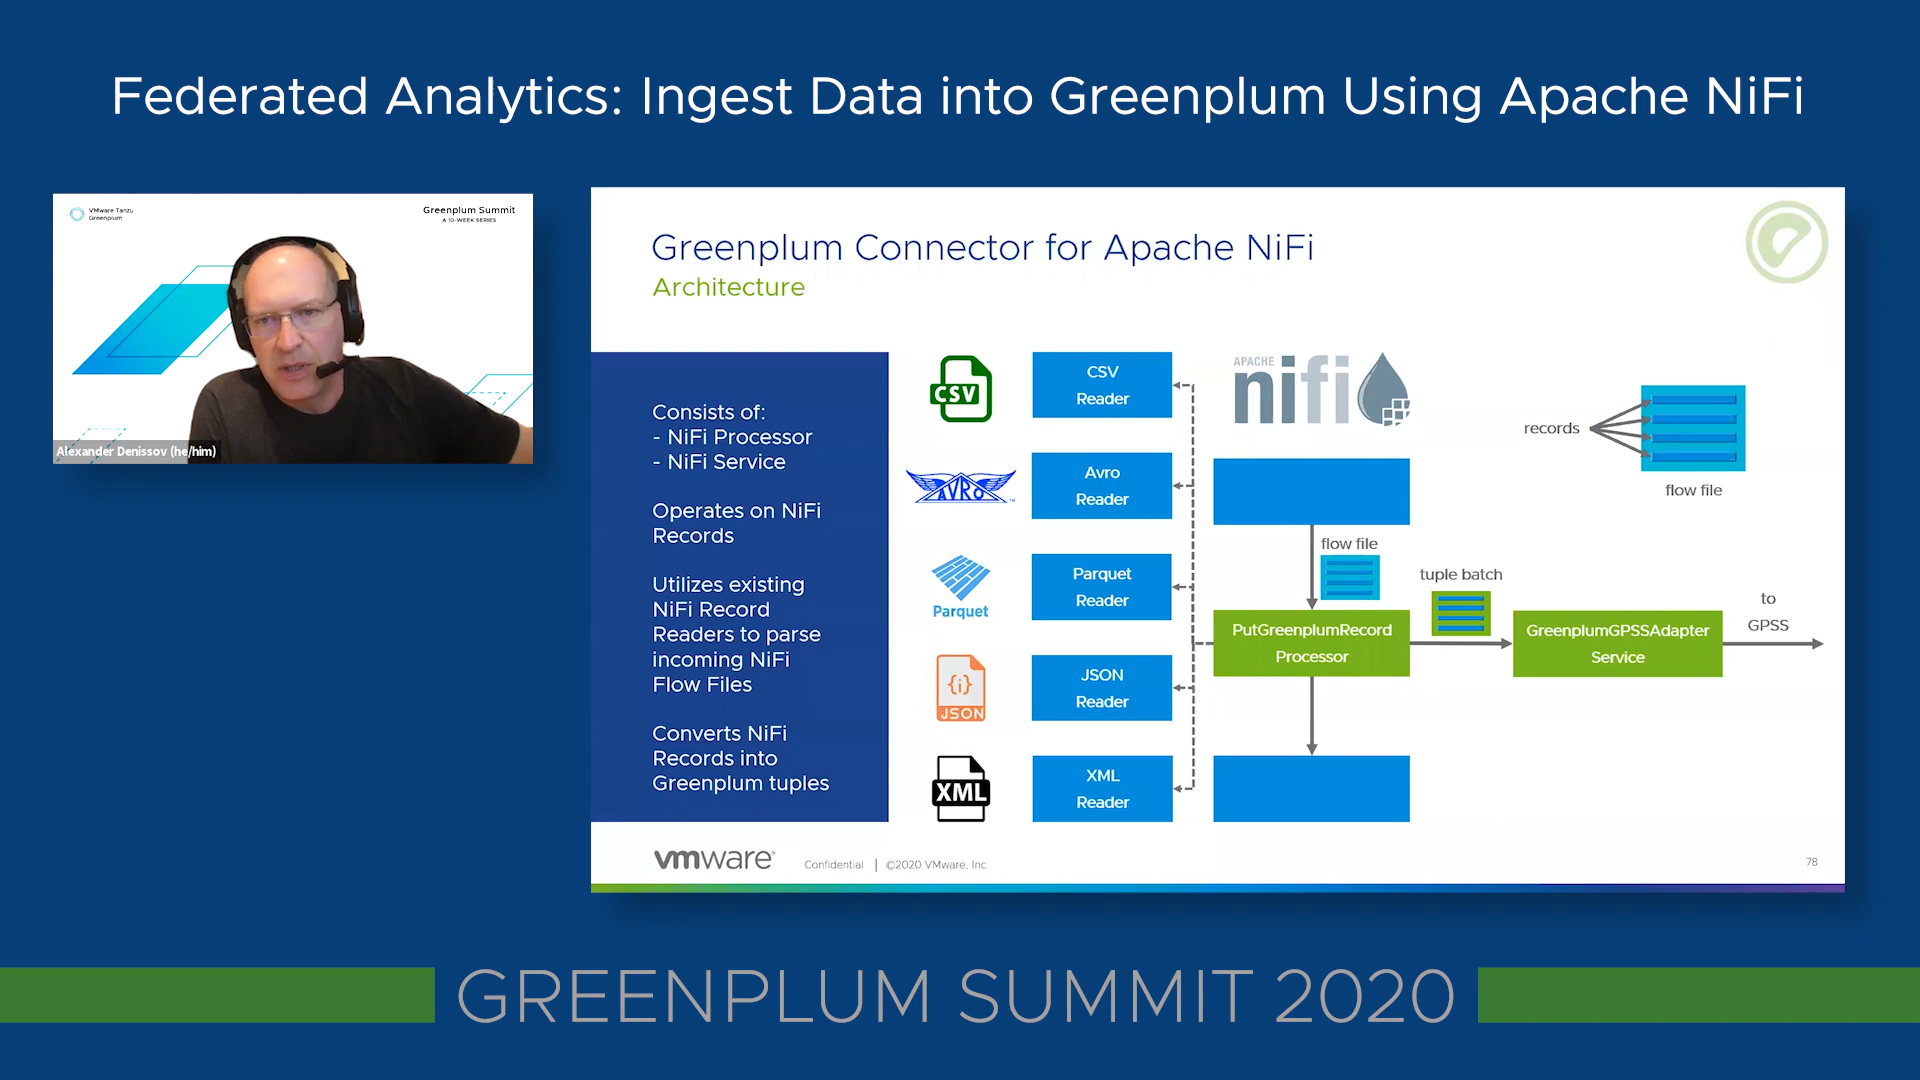 Federated Analytics: Ingest Data into Greenplum Using Apache NiFi
VMware Tanzu
Greenplum
Greenplum Summit
A 10-WEEK SERIES
Alexander Denissov (he/him)
Greenplum Connector for Apache NiFi
Architecture
Consists of:
- NiFi Processor
- NiFi Service
Operates on NiFi
Records
Utilizes existing
NiFi Record
Readers to parse
incoming NiFi
Flow Files
Converts NiFi
Records into
Greenplum tuples
CSV
CSV
Reader
AVRO
Avro
Reader
Parquet
Parquet
Reader
{i}
JSON
JSON
Reader
XML
XML
Reader
APACHE
nifi
flow file
PutGreenplumRecord
Processor
tuple batch
GreenplumGPSSAdapter
Service
to
GPSS
records
flow file
vmware
Confidential | ©2020 VMware, Inc.
78
GREENPLUM SUMMIT 2020